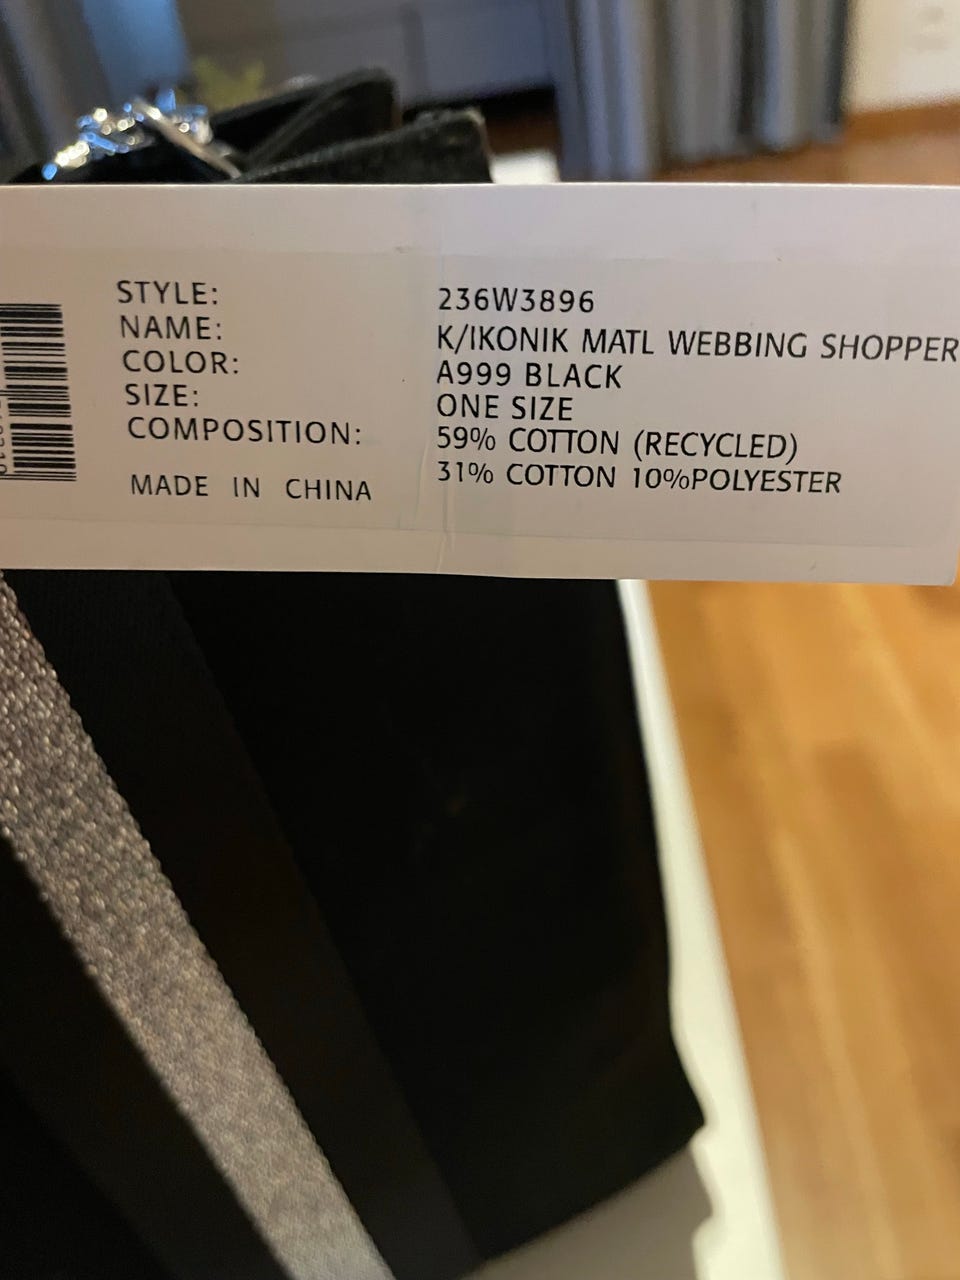 STYLE: 236W3896
NAME: K/IKONIK MATL WEBBING SHOPPER
COLOR: A999 BLACK
SIZE: ONE SIZE
COMPOSITION: 59% COTTON (RECYCLED)
31% COTTON 10%POLYESTER
MADE IN CHINA